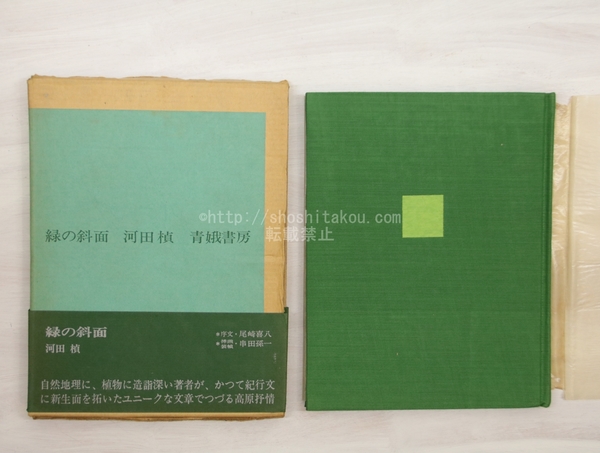 緑の斜面 河田楨 青娥書房
©http://shoshitakou.com
転載禁止
緑の斜面
河田 楨
●序文・尾崎喜八
●装幀・串田孫一
自然地理に、植物に造詣深い著者が、かつて紀行文
に新生面を拓いたユニークな文章でつづる高原抒情